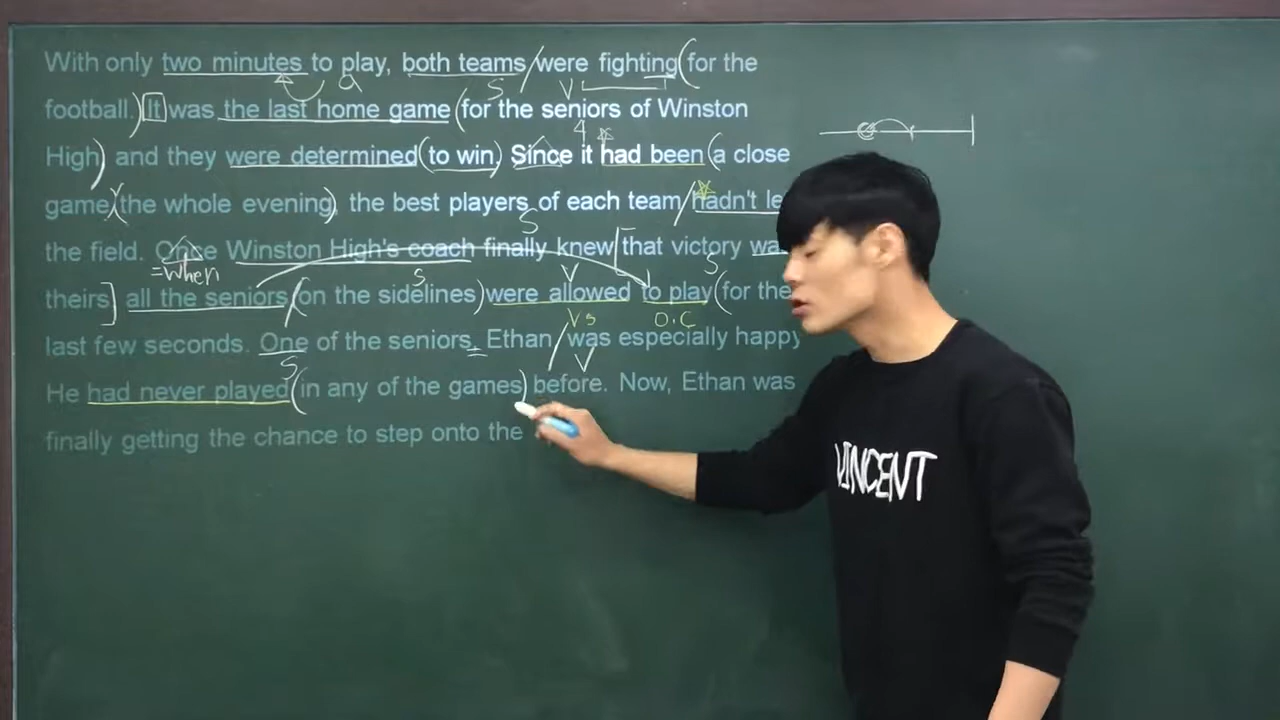 With only two minutes to play, both teams were fighting for the
a
S
V
football. It was the last home game for the seniors of Winston
High, and they were determined to win. Since it had been a close
game the whole evening, the best players of each team hadn't le
S
the field. Once Winston High's coach finally knew that victory wa
=when
S
V
S
theirs, all the seniors on the sidelines were allowed to play for the
V5
O.C
last few seconds. One of the seniors, Ethan was especially happy
S
V
He had never played in any of the games before. Now, Ethan was
finally getting the chance to step onto the
VINCENT